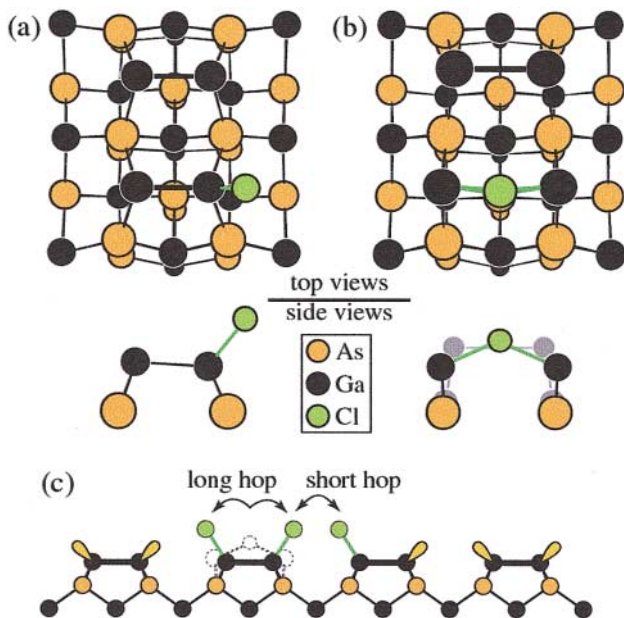 (a)
(b)
top views
side views
As
Ga
Cl
(c)
long hop
short hop